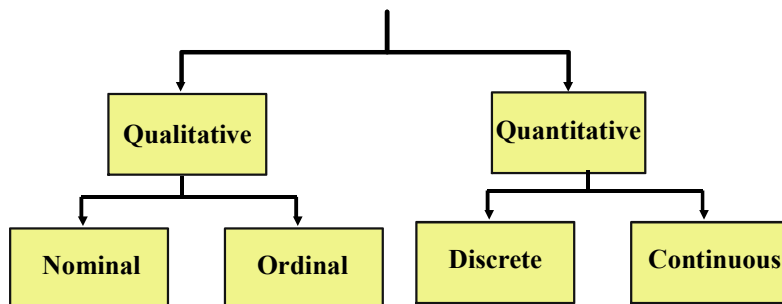 Qualitative
Quantitative
Nominal
Ordinal
Discrete
Continuous